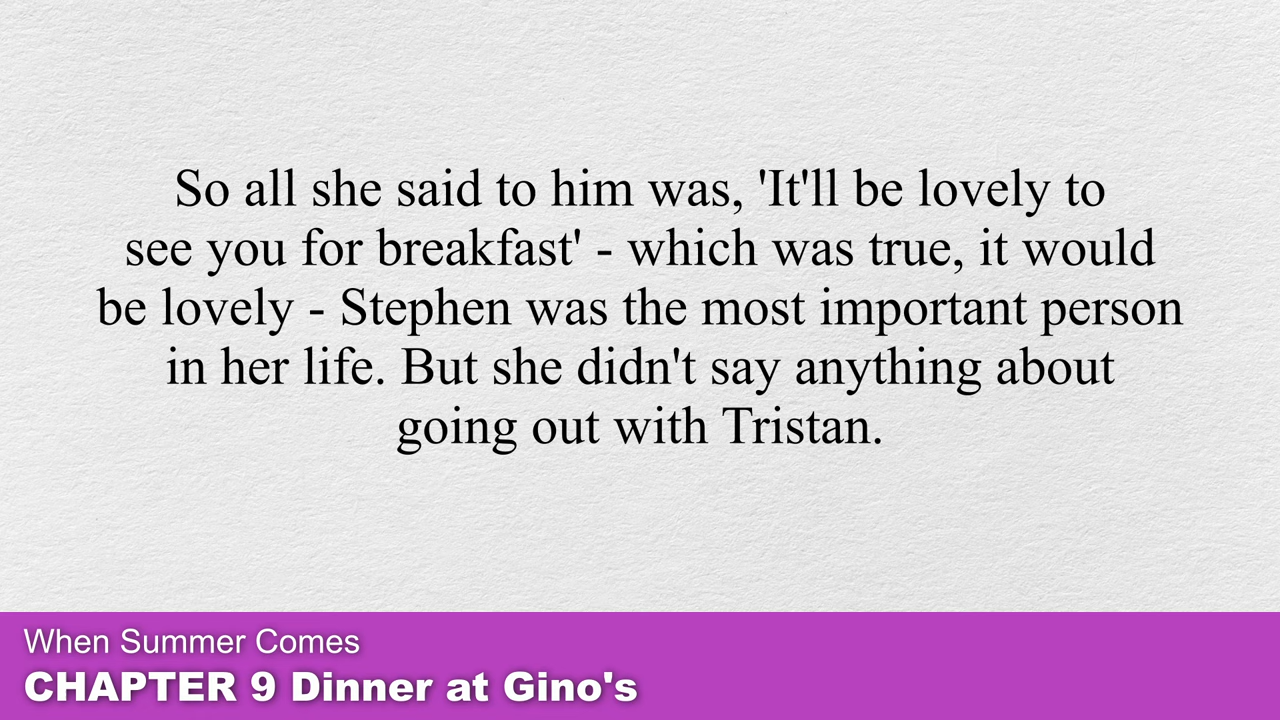 So all she said to him was, 'It'll be lovely to
see you for breakfast' - which was true, it would
be lovely - Stephen was the most important person
in her life. But she didn't say anything about
going out with Tristan.
When Summer Comes
CHAPTER 9 Dinner at Gino's